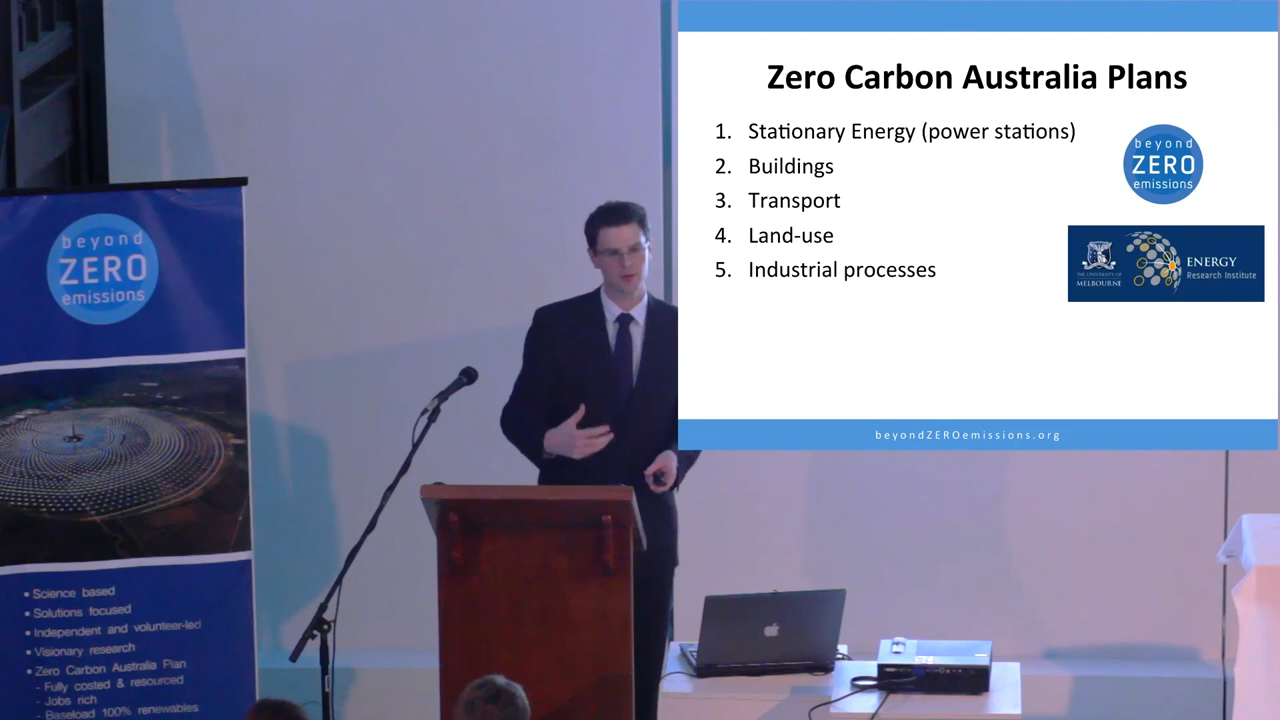 Zero Carbon Australia Plans
1. Stationary Energy (power stations)
2. Buildings
3. Transport
4. Land-use
5. Industrial processes
beyond
ZERO
emissions
THE UNIVERSITY OF
MELBOURNE
ENERGY
Research Institute
beyondZEROemissions.org
beyond
ZERO
emissions
▪ Science based
▪ Solutions focused
▪ Independent and volunteer-led
▪ Visionary research
▪ Zero Carbon Australia Plan
- Fully costed & resourced
- Jobs rich
- Baseload 100% renewables